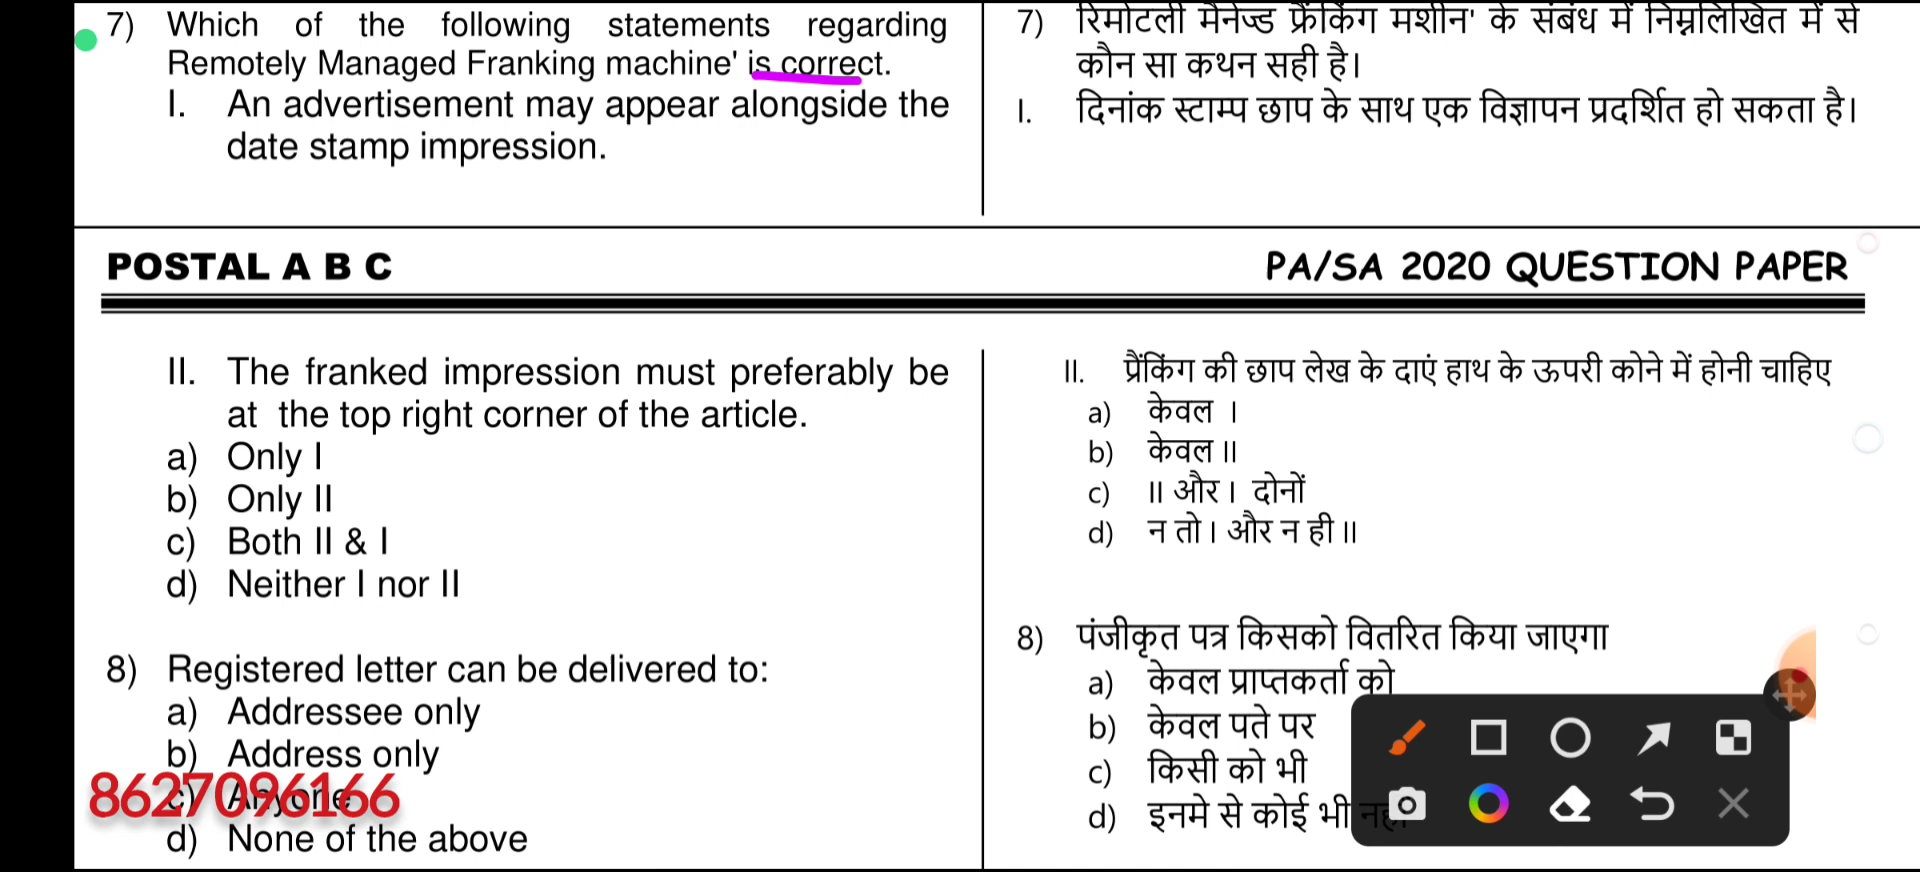 7) Which of the following statements regarding
Remotely Managed Franking machine' is correct.
I. An advertisement may appear alongside the
date stamp impression.
7) रिमोटली मैनेज्ड फ्रैंकिंग मशीन' के संबंध में निम्नलिखित में से
कौन सा कथन सही है।
I. दिनांक स्टाम्प छाप के साथ एक विज्ञापन प्रदर्शित हो सकता है।
POSTAL A B C
PA/SA 2020 QUESTION PAPER
II. The franked impression must preferably be
at the top right corner of the article.
a) Only I
b) Only II
c) Both II & I
d) Neither I nor II
8) Registered letter can be delivered to:
a) Addressee only
b) Address only
c) Anyone
8627096166
d) None of the above
II. प्रैंकिंग की छाप लेख के दाएं हाथ के ऊपरी कोने में होनी चाहिए
a) केवल I
b) केवल II
c) II और I दोनों
d) न तो I और न ही II
8) पंजीकृत पत्र किसको वितरित किया जाएगा
a) केवल प्राप्तकर्ता को
b) केवल पते पर
c) किसी को भी
d) इनमे से कोई भी